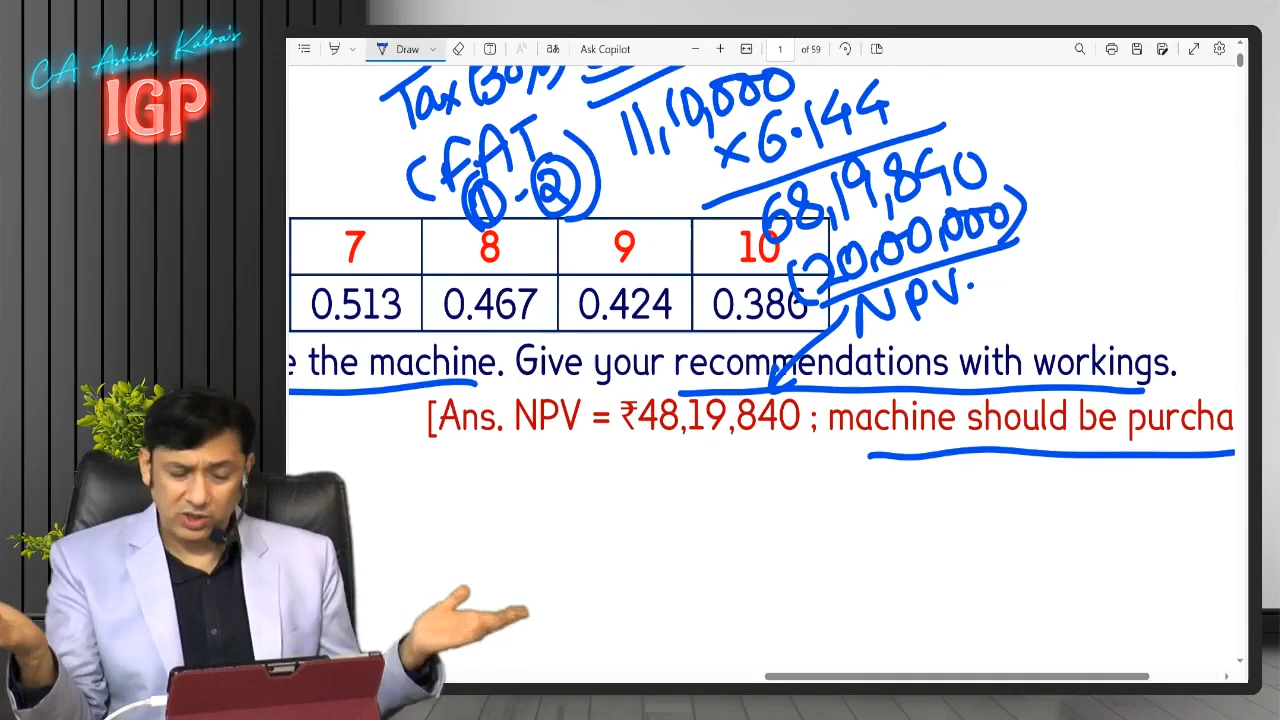 CA Ashish Kalra's
IGP
Draw
Ask Copilot
1 of 59
Tax (30%)
11,10,000
× 6.144
(EAT
① - ②)
68,19,840
(20,00,000)
NPV.
7 8 9 10
0.513 0.467 0.424 0.386
e the machine. Give your recommendations with workings.
[Ans. NPV = ₹48,19,840 ; machine should be purcha